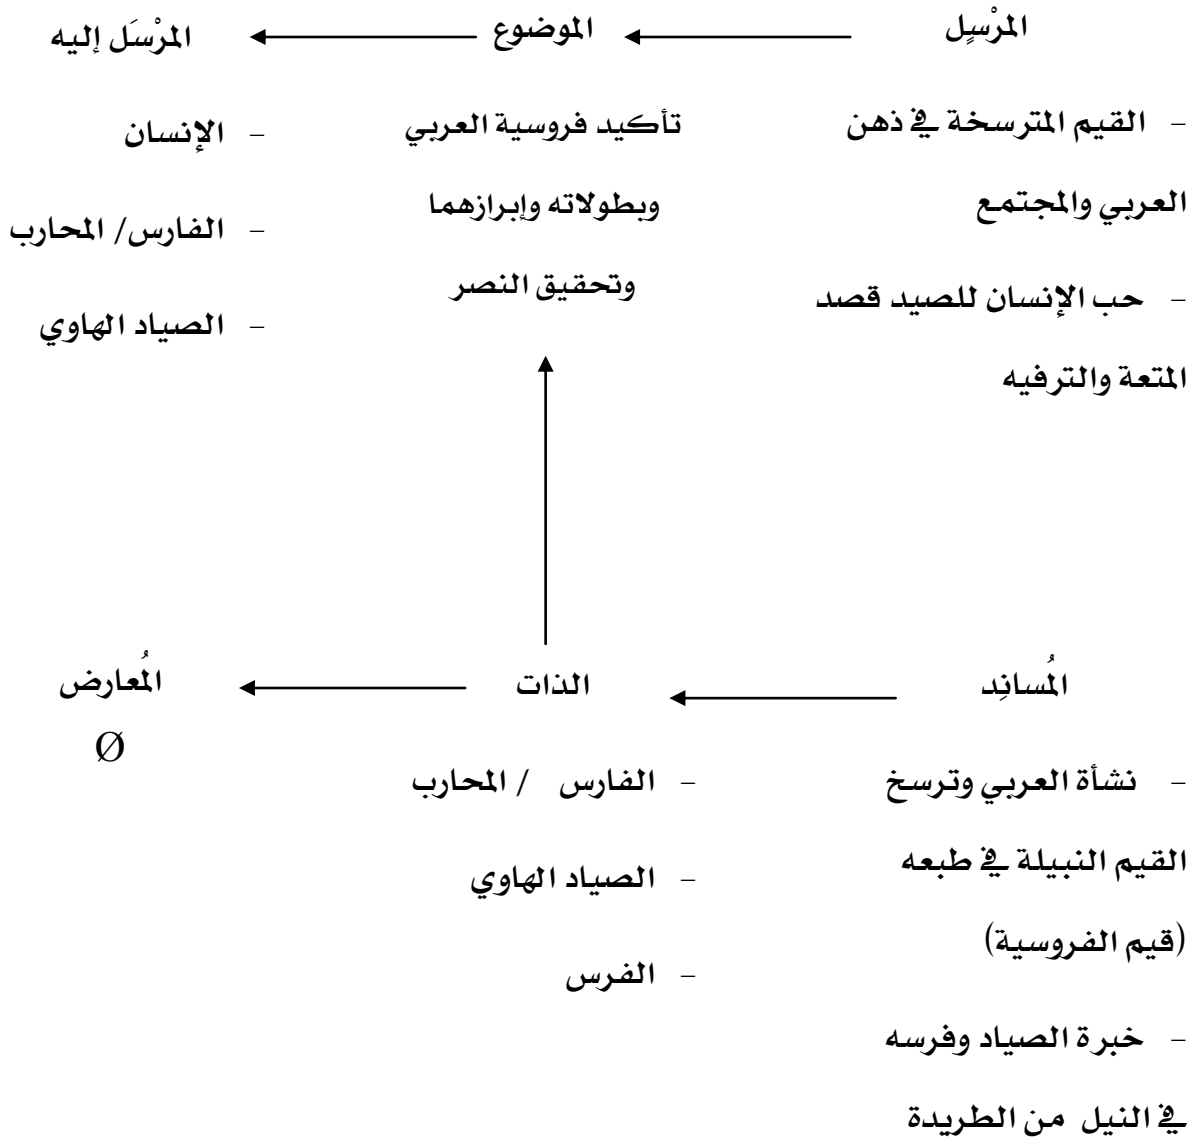 المرْسِل
الموضوع
المرْسَل إليه
– القيم المترسخة في ذهن
العربي والمجتمع
– حب الإنسان للصيد قصد
المتعة والترفيه
تأكيد فروسية العربي
وبطولاته وإبرازهما
وتحقيق النصر
– الإنسان
– الفارس/ المحارب
– الصياد الهاوي
المُساند
الذات
المُعارض
– نشأة العربي وترسخ
القيم النبيلة في طبعه
(قيم الفروسية)
– خبرة الصياد وفرسه
في النيل من الطريدة
– الفارس / المحارب
– الصياد الهاوي
– الفرس
Ø